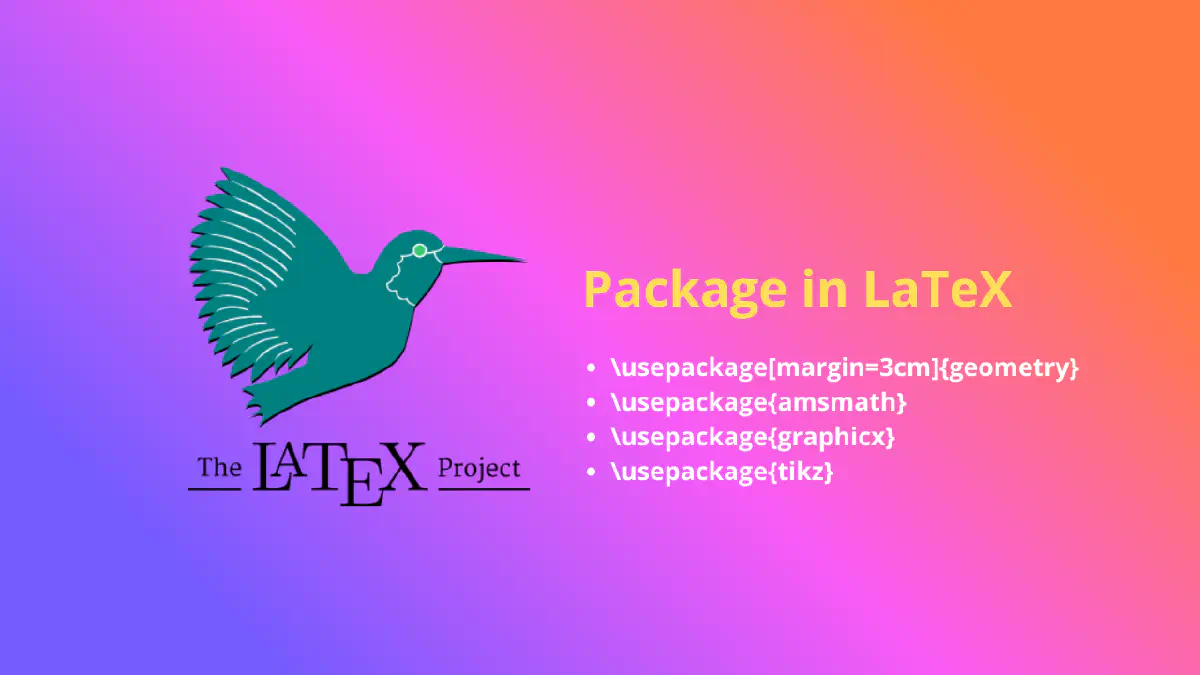 Package in LaTeX
\usepackage[margin=3cm]{geometry}
\usepackage{amsmath}
\usepackage{graphicx}
\usepackage{tikz}
The LATEX Project